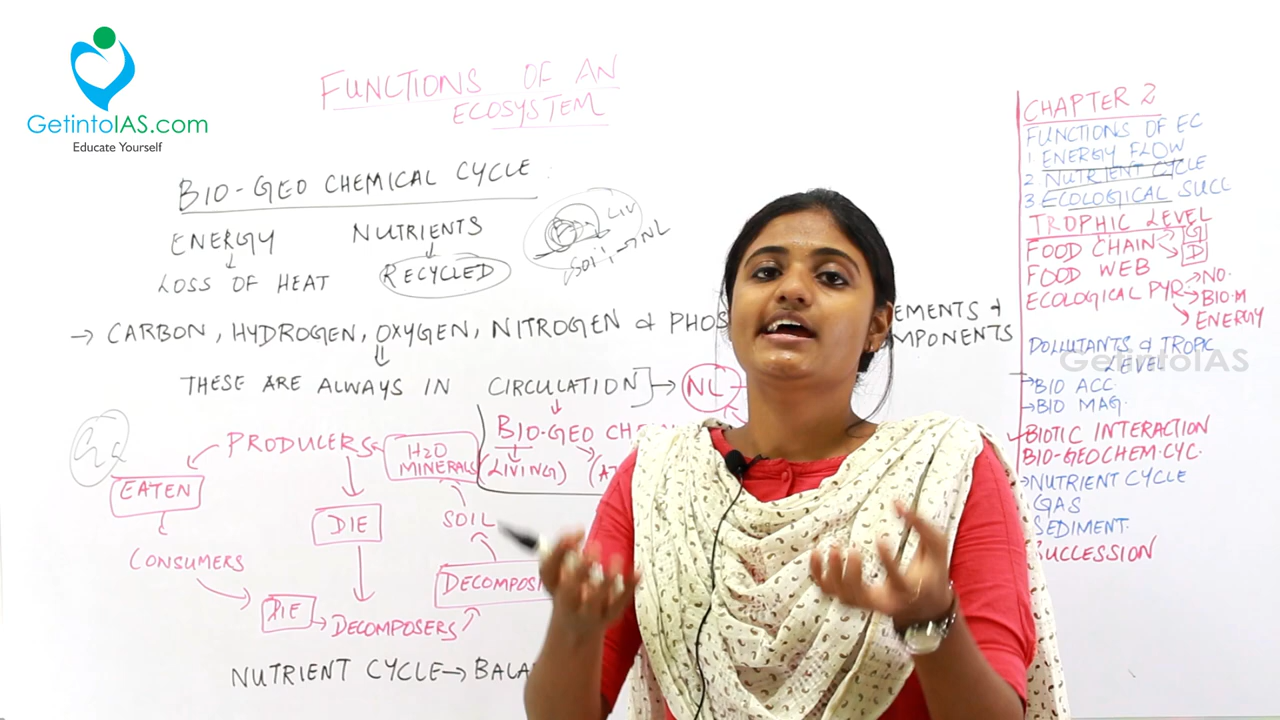 GetintoIAS.com
Educate Yourself
FUNCTIONS OF AN
ECOSYSTEM
BIO-GEO CHEMICAL CYCLE
ENERGY
LOSS OF HEAT
NUTRIENTS
RECYCLED
LIV
SOIL → NL
→ CARBON, HYDROGEN, OXYGEN, NITROGEN & PHOS
EMENTS &
MPONENTS
THESE ARE ALWAYS IN CIRCULATION → NL
BIO-GEO CHE
(LIVING)
PRODUCERS
H2O
MINERALS
EATEN
DIE
SOIL
CONSUMERS
DECOMPOSI
DIE
DECOMPOSERS
NUTRIENT CYCLE → BALA
CHAPTER 2
FUNCTIONS OF EC
1. ENERGY FLOW
2 NUTRIENT CYCLE
3 ECOLOGICAL SUCC
TROPHIC LEVEL
FOOD CHAIN
G
D
FOOD WEB
ECOLOGICAL PYR → NO.
→ BIO.M
→ ENERGY
POLLUTANTS & TROPIC
LEVEL
GetintoIAS
→ BIO ACC.
→ BIO MAG.
BIOTIC INTERACTION
BIO-GEOCHEM.CYC.
→ NUTRIENT CYCLE
GAS
SEDIMENT.
SUCCESSION